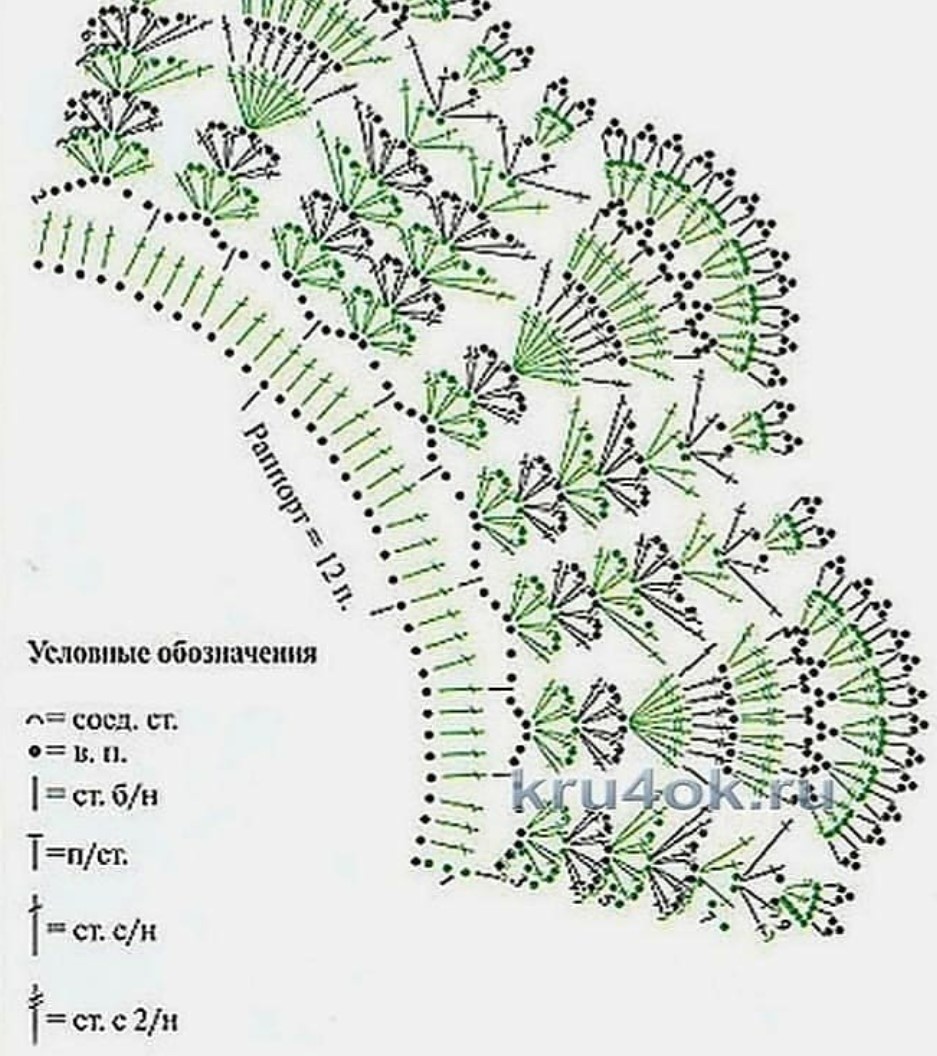 Раппорт = 12 п.
Условные обозначения
= соед. ст.
= в. п.
= ст. б/н
=п/ст.
= ст. с/н
= ст. с 2/н
kru4ok.ru